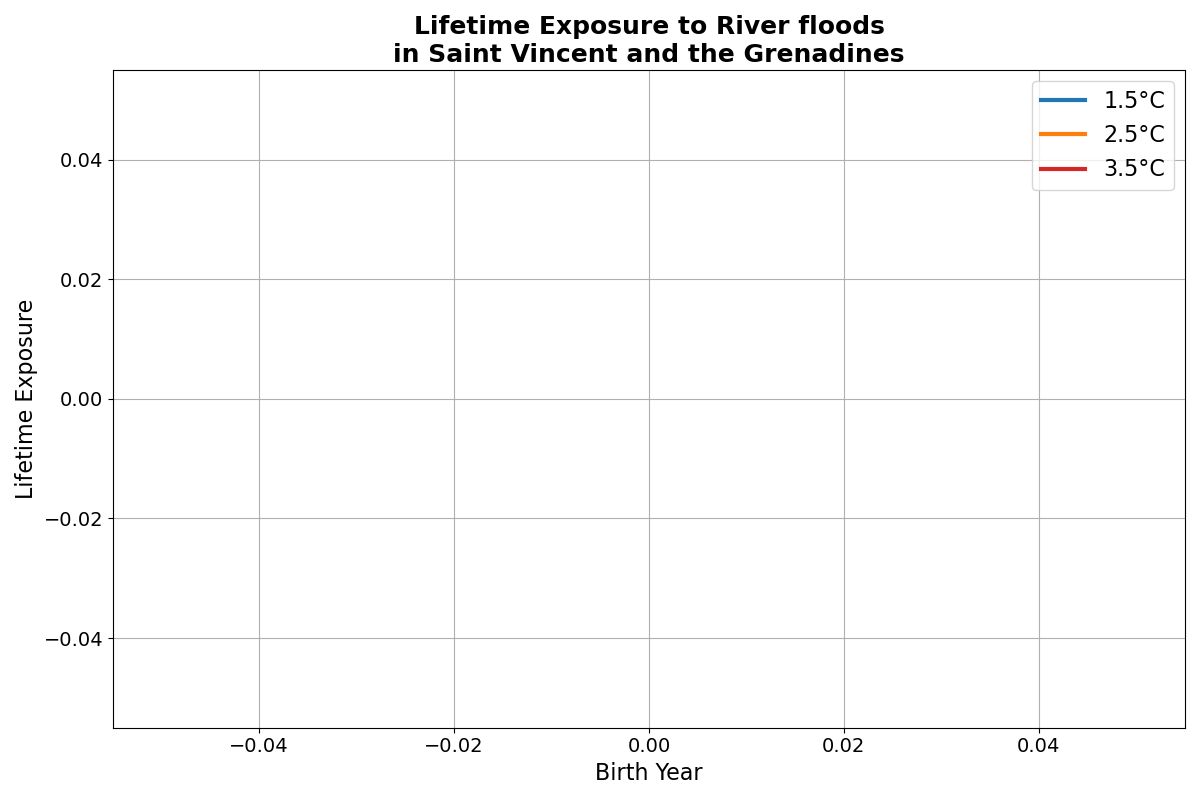 Lifetime Exposure to River floods
in Saint Vincent and the Grenadines
1.5°C
2.5°C
3.5°C
Lifetime Exposure
0.04
0.02
0.00
−0.02
−0.04
−0.04 −0.02 0.00 0.02 0.04
Birth Year